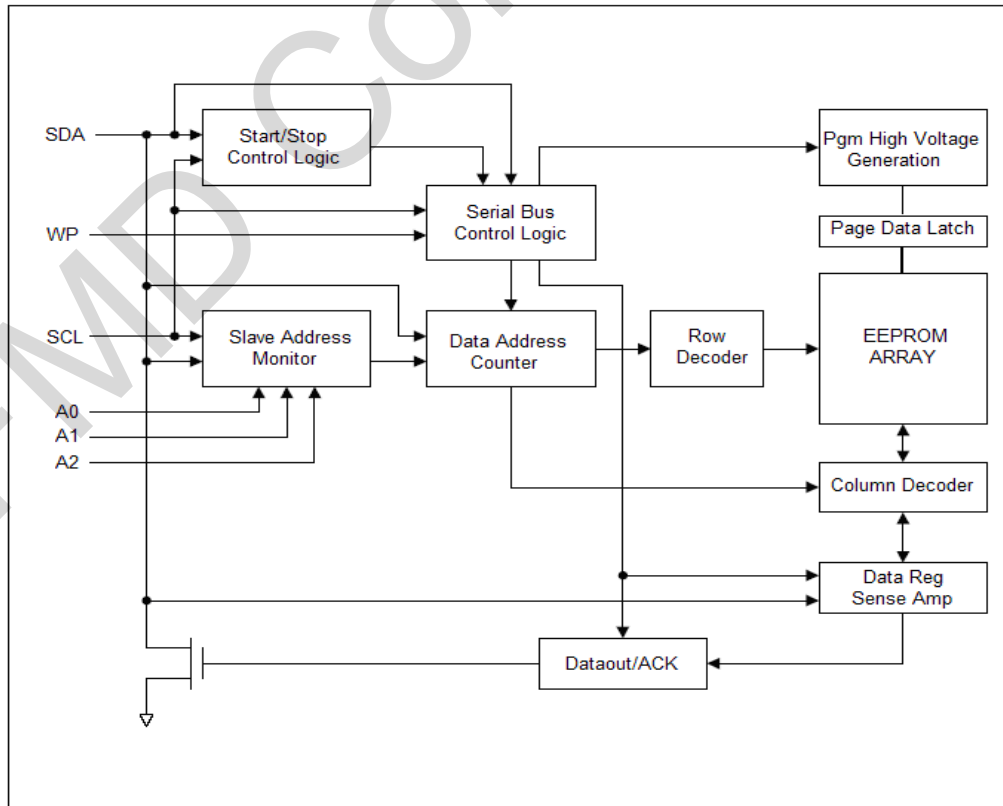 SDA
Start/Stop
Control Logic
Pgm High Voltage
Generation
WP
Serial Bus
Control Logic
Page Data Latch
SCL
Slave Address
Monitor
Data Address
Counter
Row
Decoder
EEPROM
ARRAY
A0
A1
A2
Column Decoder
Data Reg
Sense Amp
Dataout/ACK